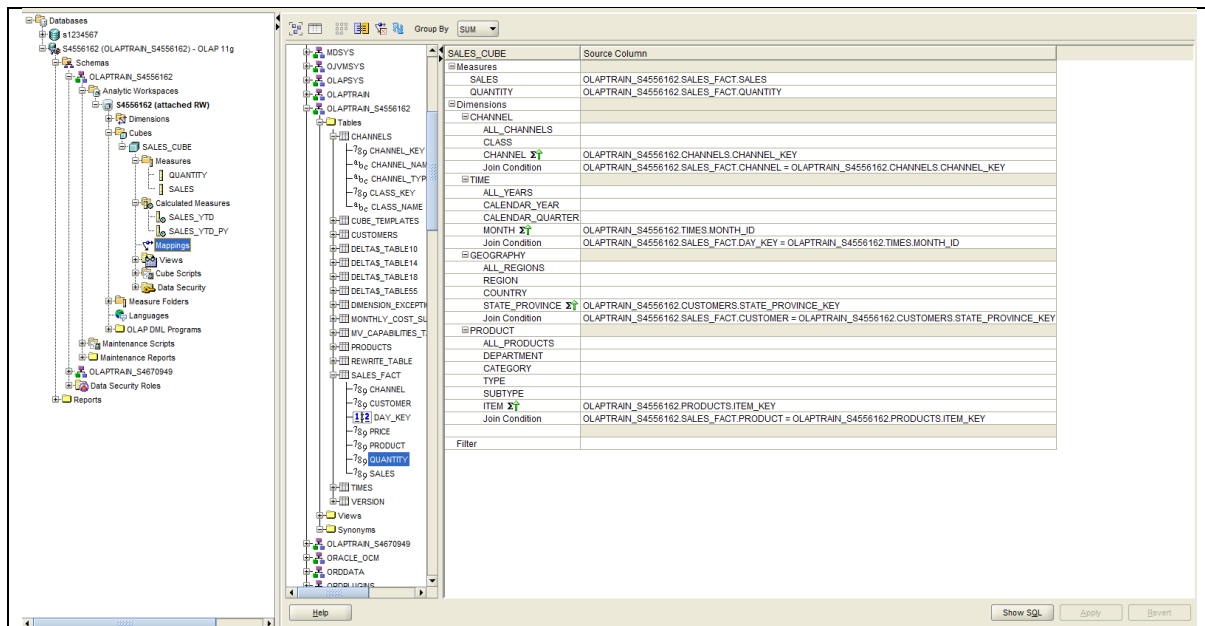 Databases
s1234567
S4556162 (OLAPTRAIN_S4556162) - OLAP 11g
Schemas
OLAPTRAIN_S4556162
Analytic Workspaces
S4556162 (attached RW)
Dimensions
Cubes
SALES_CUBE
Measures
QUANTITY
SALES
Calculated Measures
SALES_YTD
SALES_YTD_PY
Mappings
Views
Cube Scripts
Data Security
Measure Folders
Languages
OLAP DML Programs
Maintenance Scripts
Maintenance Reports
OLAPTRAIN_S4670949
Data Security Roles
Reports
Group By SUM
MDSYS
OJVMSYS
OLAPSYS
OLAPTRAIN
OLAPTRAIN_S4556162
Tables
CHANNELS
CHANNEL_KEY
CHANNEL_NAM
CHANNEL_TYP
CLASS_KEY
CLASS_NAME
CUBE_TEMPLATES
CUSTOMERS
DELTA$_TABLE10
DELTA$_TABLE14
DELTA$_TABLE18
DELTA$_TABLE55
DIMENSION_EXCEPTI
MONTHLY_COST_SU
MV_CAPABILITIES_T
PRODUCTS
REWRITE_TABLE
SALES_FACT
CHANNEL
CUSTOMER
DAY_KEY
PRICE
PRODUCT
QUANTITY
SALES
TIMES
VERSION
Views
Synonyms
OLAPTRAIN_S4670949
ORACLE_OCM
ORDDATA
ORDPLUGINS
SALES_CUBE Source Column
Measures
SALES OLAPTRAIN_S4556162.SALES_FACT.SALES
QUANTITY OLAPTRAIN_S4556162.SALES_FACT.QUANTITY
Dimensions
CHANNEL
ALL_CHANNELS
CLASS
CHANNEL Σ OLAPTRAIN_S4556162.CHANNELS.CHANNEL_KEY
Join Condition OLAPTRAIN_S4556162.SALES_FACT.CHANNEL = OLAPTRAIN_S4556162.CHANNELS.CHANNEL_KEY
TIME
ALL_YEARS
CALENDAR_YEAR
CALENDAR_QUARTER
MONTH Σ OLAPTRAIN_S4556162.TIMES.MONTH_ID
Join Condition OLAPTRAIN_S4556162.SALES_FACT.DAY_KEY = OLAPTRAIN_S4556162.TIMES.MONTH_ID
GEOGRAPHY
ALL_REGIONS
REGION
COUNTRY
STATE_PROVINCE Σ OLAPTRAIN_S4556162.CUSTOMERS.STATE_PROVINCE_KEY
Join Condition OLAPTRAIN_S4556162.SALES_FACT.CUSTOMER = OLAPTRAIN_S4556162.CUSTOMERS.STATE_PROVINCE_KEY
PRODUCT
ALL_PRODUCTS
DEPARTMENT
CATEGORY
TYPE
SUBTYPE
ITEM Σ OLAPTRAIN_S4556162.PRODUCTS.ITEM_KEY
Join Condition OLAPTRAIN_S4556162.SALES_FACT.PRODUCT = OLAPTRAIN_S4556162.PRODUCTS.ITEM_KEY
Filter
Help Show SQL Apply Revert